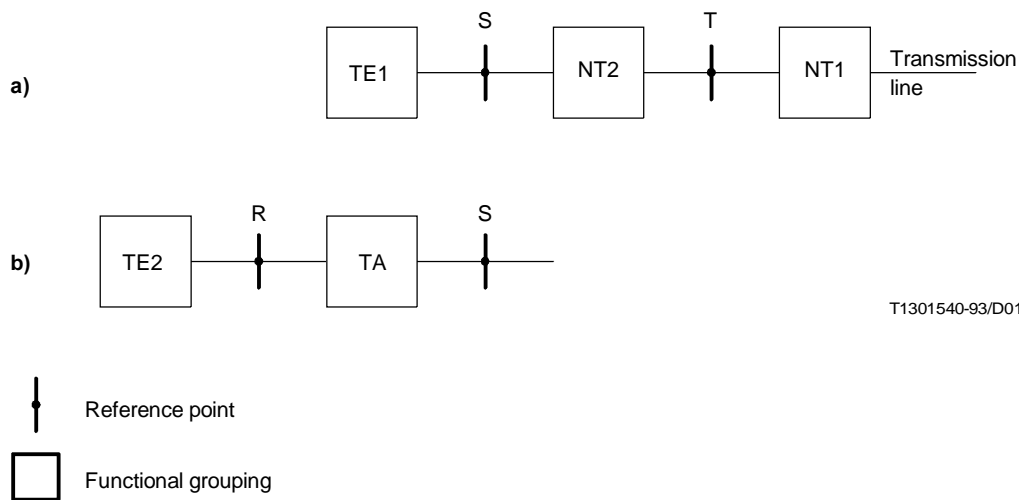 S T
a) TE1 NT2 NT1 Transmission
line
R S
b) TE2 TA
T1301540-93/D01
Reference point
Functional grouping